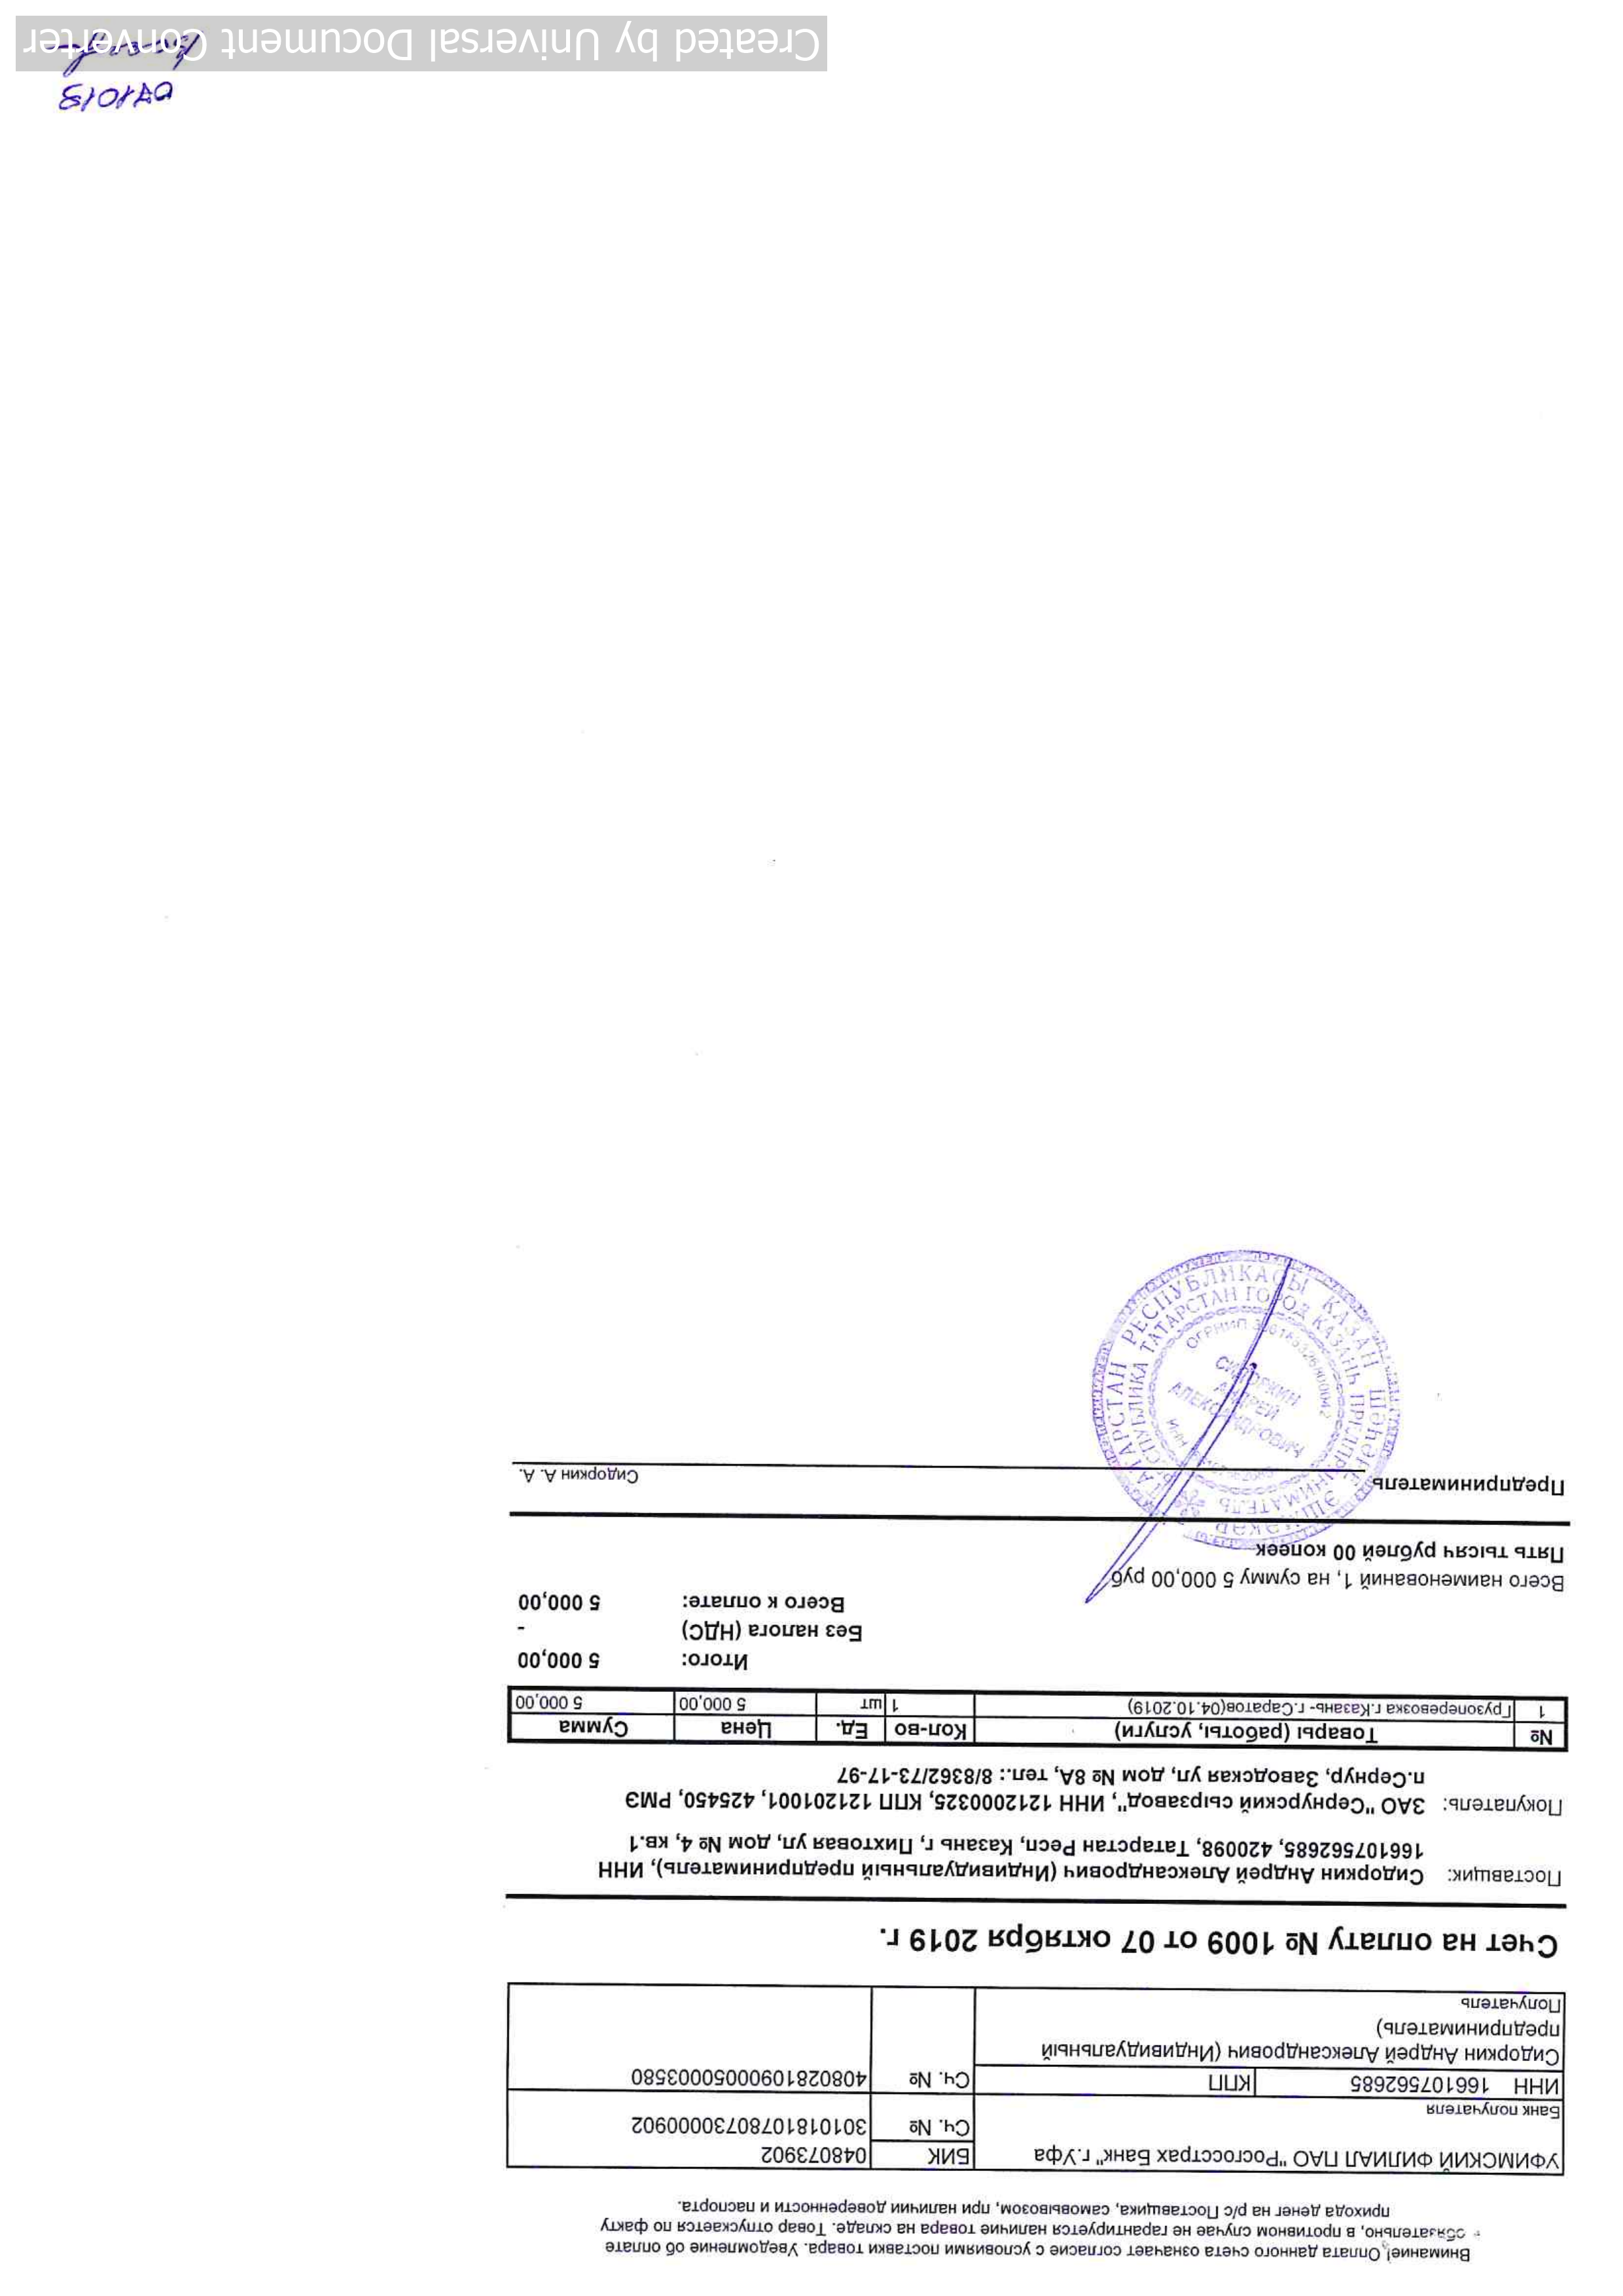 Внимание! Оплата данного счета означает согласие с условиями поставки товара. Уведомление об оплате
обязательно, в противном случае не гарантируется наличие товара на складе. Товар отпускается по факту
прихода денег на р/с Поставщика, самовывозом, при наличии доверенности и паспорта.
УФИМСКИЙ ФИЛИАЛ ПАО "Росгосстрах Банк" г.Уфа БИК 048073902
Сч. № 30101810780730000902
Банк получателя
ИНН 166107562685 КПП Сч. № 40802810900005003580
Сидоркин Андрей Александрович (Индивидуальный
предприниматель)
Получатель
Счет на оплату № 1009 от 07 октября 2019 г.
Поставщик: Сидоркин Андрей Александрович (Индивидуальный предприниматель), ИНН
166107562685, 420098, Татарстан Респ, Казань г, Пихтовая ул, дом № 4, кв.1
Покупатель: ЗАО "Сернурский сырзавод", ИНН 1212000325, КПП 121201001, 425450, РМЭ
п.Сернур, Заводская ул, дом № 8А, тел.: 8/8362/73-17-97
№ Товары (работы, услуги) Кол-во Ед. Цена Сумма
1 Грузоперевозка г.Казань- г.Саратов(04.10.2019) 1 шт 5 000,00 5 000,00
Итого: 5 000,00
Без налога (НДС) -
Всего к оплате: 5 000,00
Всего наименований 1, на сумму 5 000,00 руб
Пять тысяч рублей 00 копеек
Предприниматель Сидоркин А. А.
ТАТАРСТАН РЕСПУБЛИКАСЫ КАЗАН ШӘҺӘРЕ ЭШМӘКӘР
РЕСПУБЛИКА ТАТАРСТАН ГОРОД КАЗАНЬ ПРЕДПРИНИМАТЕЛЬ
ОГРНИП
СИДОРКИН
АНДРЕЙ
АЛЕКСАНДРОВИЧ
ИНН
071019
Created by Universal Document Converter